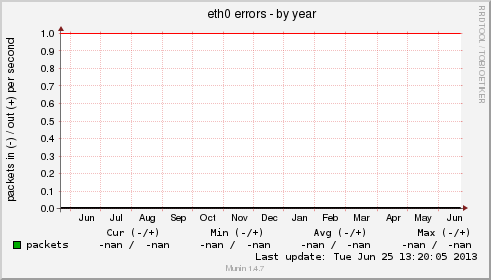 eth0 errors - by year
RRDTOOL / TOBI OETIKER
packets in (-) / out (+) per second
1.0
0.9
0.8
0.7
0.6
0.5
0.4
0.3
0.2
0.1
0.0
Jun Jul Aug Sep Oct Nov Dec Jan Feb Mar Apr May Jun
Cur (-/+) Min (-/+) Avg (-/+) Max (-/+)
packets -nan / -nan -nan / -nan -nan / -nan -nan / -nan
Last update: Tue Jun 25 13:20:05 2013
Munin 1.4.7